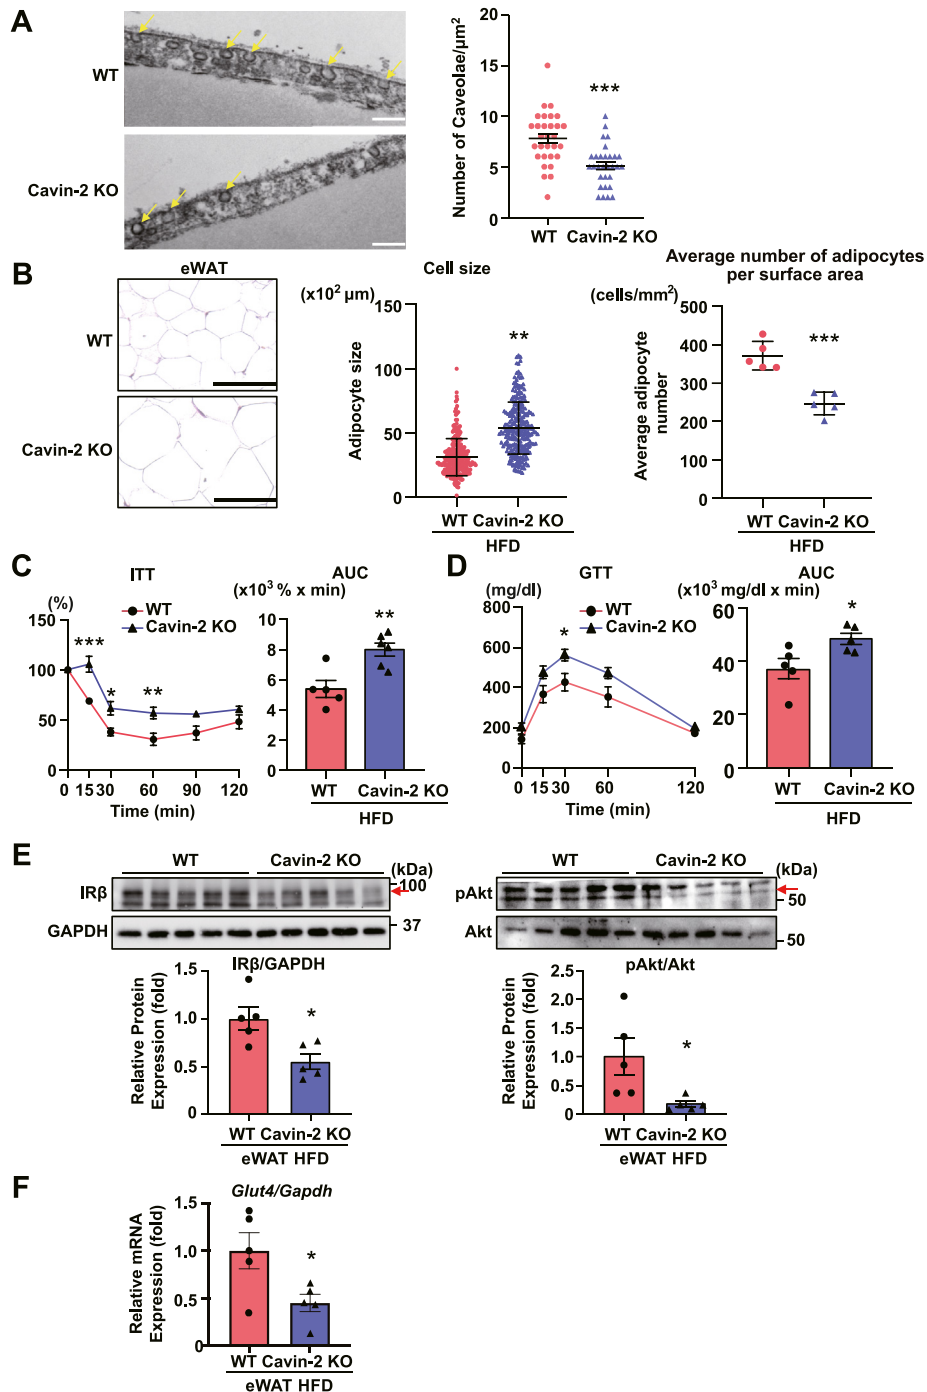 A
WT
Cavin-2 KO
Number of Caveolae/μm²
20
15
10
5
0
WT Cavin-2 KO
***
B
eWAT
WT
Cavin-2 KO
Cell size
(x10² μm)
Adipocyte size
150
100
50
0
**
WT Cavin-2 KO
HFD
Average number of adipocytes
per surface area
(cells/mm²)
Average adipocyte
number
500
400
300
200
100
0
***
WT Cavin-2 KO
HFD
C
ITT
(%)
WT
Cavin-2 KO
150
100
50
0
***
*
**
0 15 30 60 90 120
Time (min)
AUC
(x10³ % x min)
10
8
6
4
2
0
**
WT Cavin-2 KO
HFD
D
GTT
(mg/dl)
WT
Cavin-2 KO
800
600
400
200
0
*
0 15 30 60 120
Time (min)
AUC
(x10³ mg/dl x min)
60
40
20
0
*
WT Cavin-2 KO
HFD
E
WT Cavin-2 KO
(kDa)
IRβ
100
GAPDH
37
IRβ/GAPDH
Relative Protein
Expression (fold)
1.5
1.0
0.5
0
*
WT Cavin-2 KO
eWAT HFD
WT Cavin-2 KO
(kDa)
pAkt
50
Akt
50
pAkt/Akt
Relative Protein
Expression (fold)
2.5
2.0
1.5
1.0
0.5
0
*
WT Cavin-2 KO
eWAT HFD
F
Glut4/Gapdh
Relative mRNA
Expression (fold)
1.5
1.0
0.5
0
*
WT Cavin-2 KO
eWAT HFD